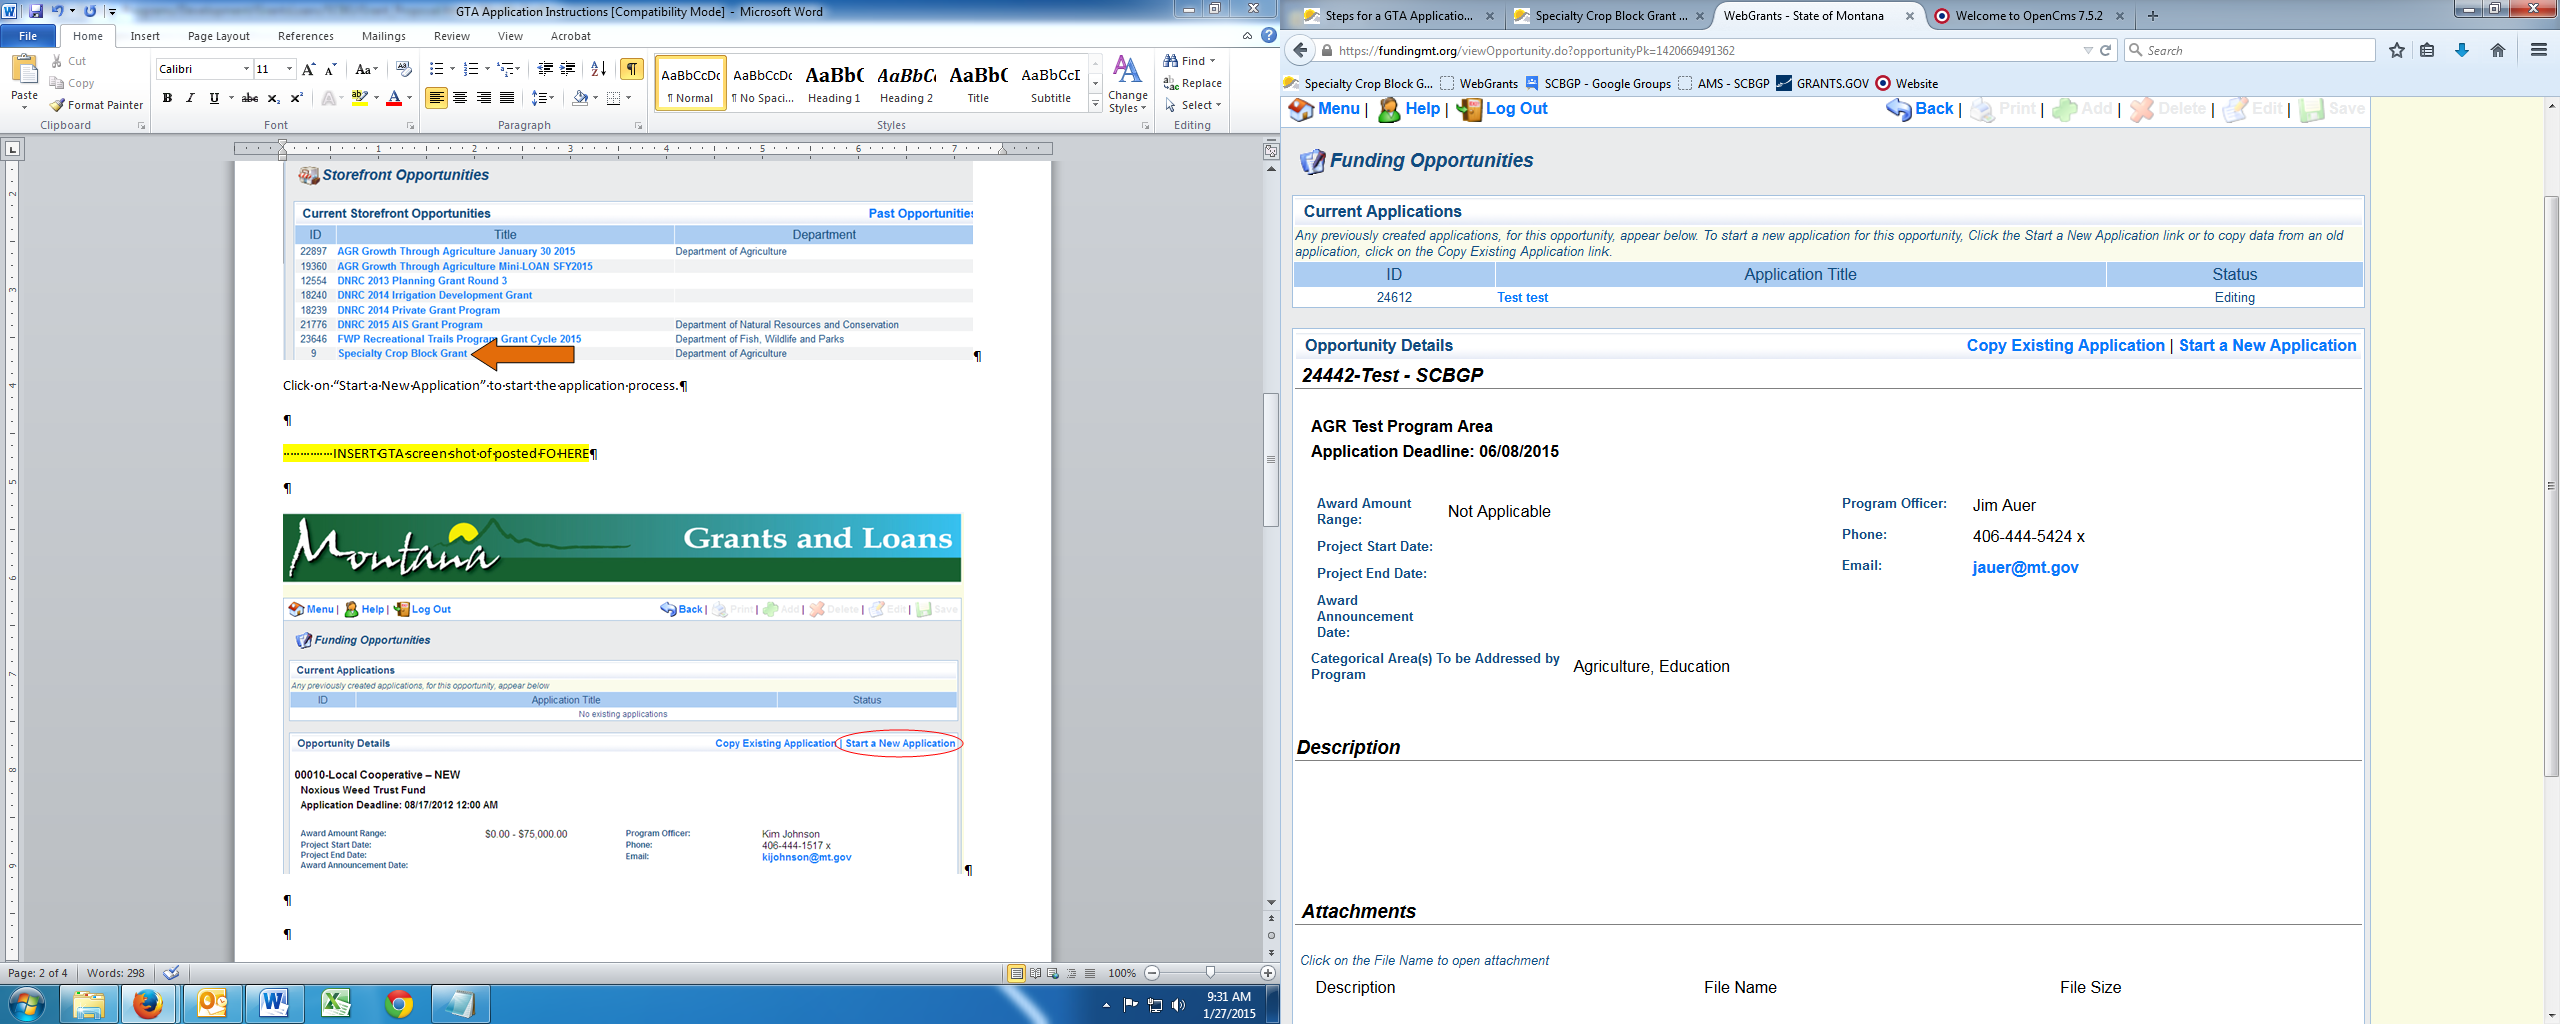 GTA Application Instructions [Compatibility Mode] - Microsoft Word
File Home Insert Page Layout References Mailings Review View Acrobat
Paste
Cut
Copy
Format Painter
Clipboard
Calibri 11
Font
Paragraph
AaBbCcDc AaBbCcDc AaBbC AaBbCc AaBbC AaBbCcI
¶ Normal ¶ No Spaci... Heading 1 Heading 2 Title Subtitle
Styles
Change Styles
Find
Replace
Select
Editing
Storefront Opportunities
Current Storefront Opportunities Past Opportunities
ID Title Department
22897 AGR Growth Through Agriculture January 30 2015 Department of Agriculture
19360 AGR Growth Through Agriculture Mini-LOAN SFY2015
12554 DNRC 2013 Planning Grant Round 3
18240 DNRC 2014 Irrigation Development Grant
18239 DNRC 2014 Private Grant Program
21776 DNRC 2015 AIS Grant Program Department of Natural Resources and Conservation
23646 FWP Recreational Trails Program Grant Cycle 2015 Department of Fish, Wildlife and Parks
9 Specialty Crop Block Grant Department of Agriculture
Click on “Start a New Application” to start the application process.¶
¶
INSERT GTA screen shot of posted FO HERE¶
¶
Montana Grants and Loans
Menu | Help | Log Out Back | Print | Add | Delete | Edit | Save
Funding Opportunities
Current Applications
Any previously created applications, for this opportunity, appear below
ID Application Title Status
No existing applications
Opportunity Details Copy Existing Application | Start a New Application
00010-Local Cooperative – NEW
Noxious Weed Trust Fund
Application Deadline: 08/17/2012 12:00 AM
Award Amount Range: $0.00 - $75,000.00 Program Officer: Kim Johnson
Project Start Date: Phone: 406-444-1517 x
Project End Date: Email: kijohnson@mt.gov
Award Announcement Date:
¶
¶
¶
Page: 2 of 4 Words: 298 100%
9:31 AM
1/27/2015
Steps for a GTA Applicatio... Specialty Crop Block Grant ... WebGrants - State of Montana Welcome to OpenCms 7.5.2
https://fundingmt.org/viewOpportunity.do?opportunityPk=1420669491362 Search
Specialty Crop Block G... WebGrants SCBGP - Google Groups AMS - SCBGP GRANTS.GOV Website
Menu | Help | Log Out Back | Print | Add | Delete | Edit | Save
Funding Opportunities
Current Applications
Any previously created applications, for this opportunity, appear below. To start a new application for this opportunity, Click the Start a New Application link or to copy data from an old
application, click on the Copy Existing Application link.
ID Application Title Status
24612 Test test Editing
Opportunity Details Copy Existing Application | Start a New Application
24442-Test - SCBGP
AGR Test Program Area
Application Deadline: 06/08/2015
Award Amount Range: Not Applicable
Project Start Date:
Project End Date:
Award Announcement Date:
Program Officer: Jim Auer
Phone: 406-444-5424 x
Email: jauer@mt.gov
Categorical Area(s) To be Addressed by Program Agriculture, Education
Description
Attachments
Click on the File Name to open attachment
Description File Name File Size